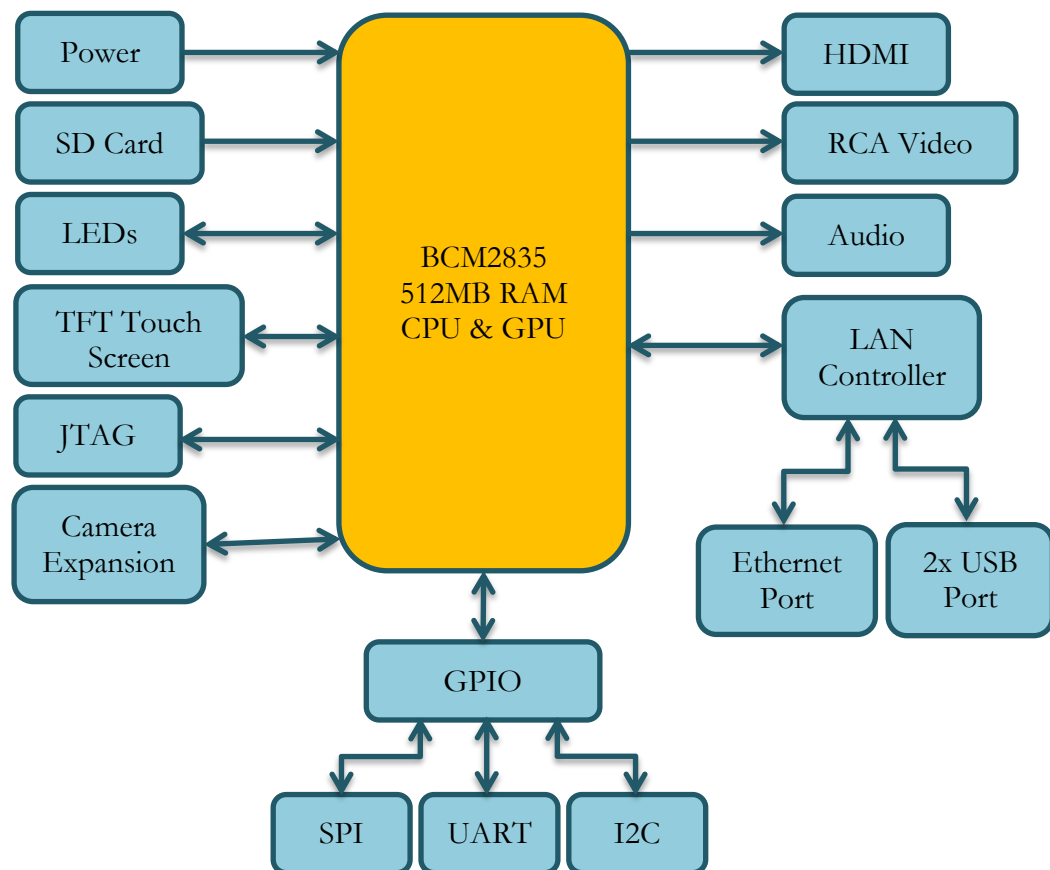 Power
SD Card
LEDs
TFT Touch
Screen
JTAG
Camera
Expansion
BCM2835
512MB RAM
CPU & GPU
HDMI
RCA Video
Audio
LAN
Controller
Ethernet
Port
2x USB
Port
GPIO
SPI
UART
I2C